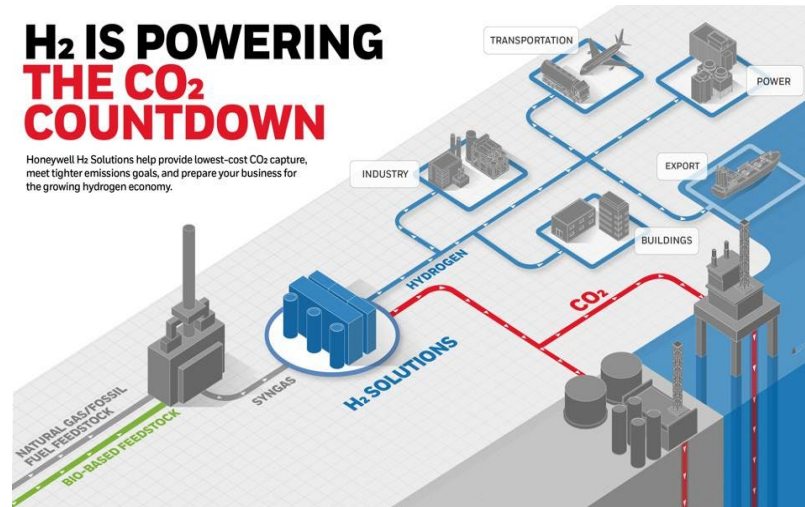 H₂ IS POWERING
THE CO₂
COUNTDOWN
Honeywell H₂ Solutions help provide lowest-cost CO₂ capture,
meet tighter emissions goals, and prepare your business for
the growing hydrogen economy.
TRANSPORTATION
POWER
INDUSTRY
EXPORT
BUILDINGS
HYDROGEN
CO₂
H₂ SOLUTIONS
SYNGAS
NATURAL GAS/FOSSIL
FUEL FEEDSTOCK
BIO-BASED FEEDSTOCK